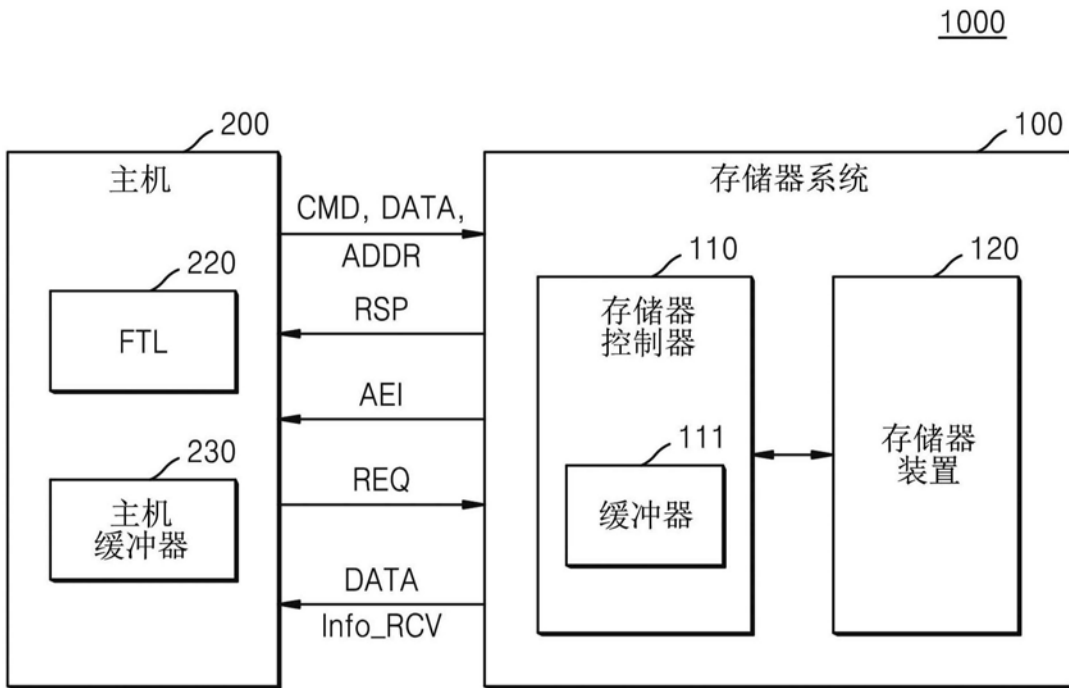 1000
200
100
主机
存储器系统
CMD, DATA,
ADDR
220
110
120
FTL
RSP
存储器
控制器
AEI
230
111
存储器
装置
主机
缓冲器
REQ
缓冲器
DATA
Info_RCV